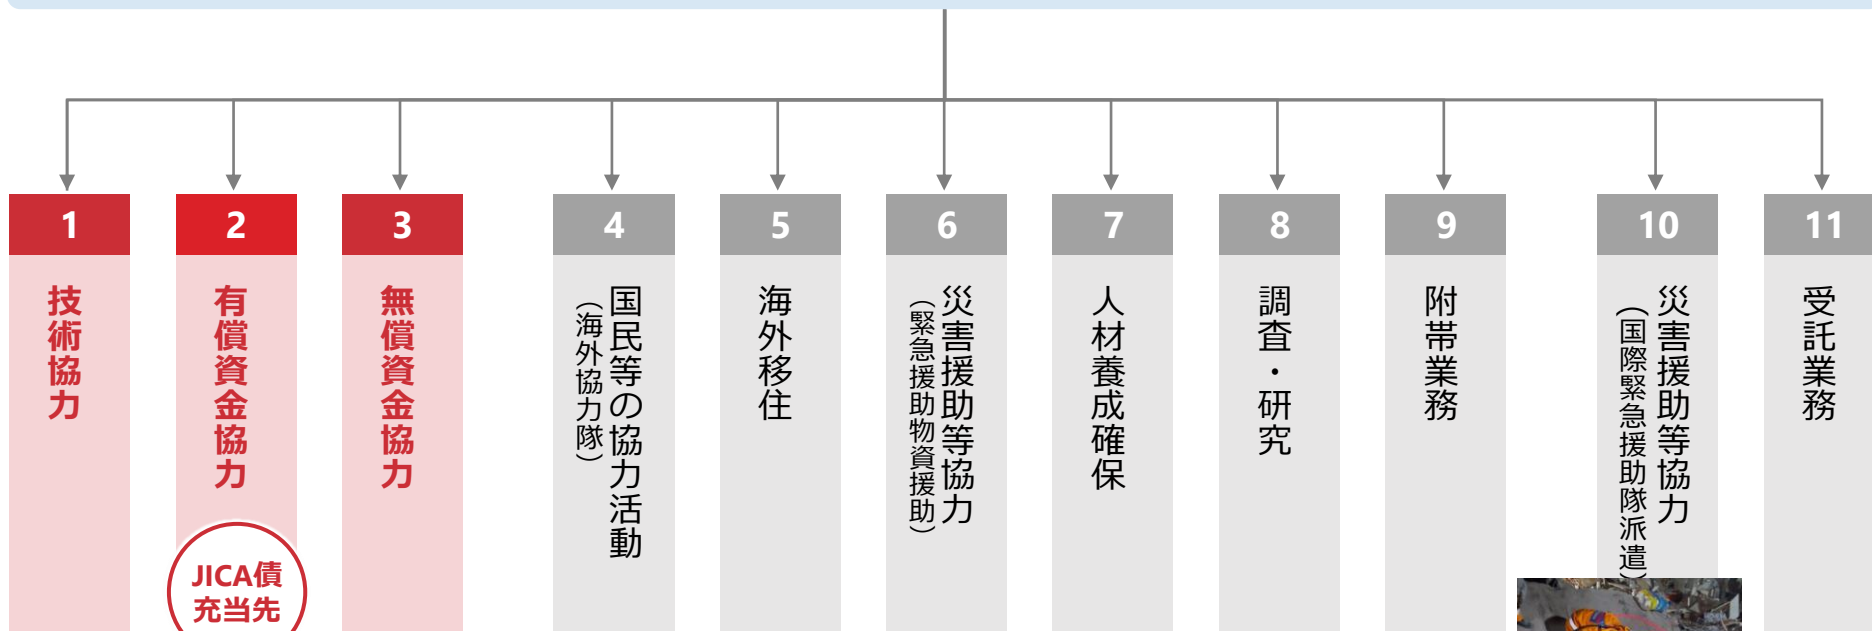 1
技術協力
2
有償資金協力
JICA債
充当先
3
無償資金協力
4
国民等の協力活動
（海外協力隊）
5
海外移住
6
災害援助等協力
（緊急援助物資援助）
7
人材養成確保
8
調査・研究
9
附帯業務
10
災害援助等協力
（国際緊急援助隊派遣）
11
受託業務